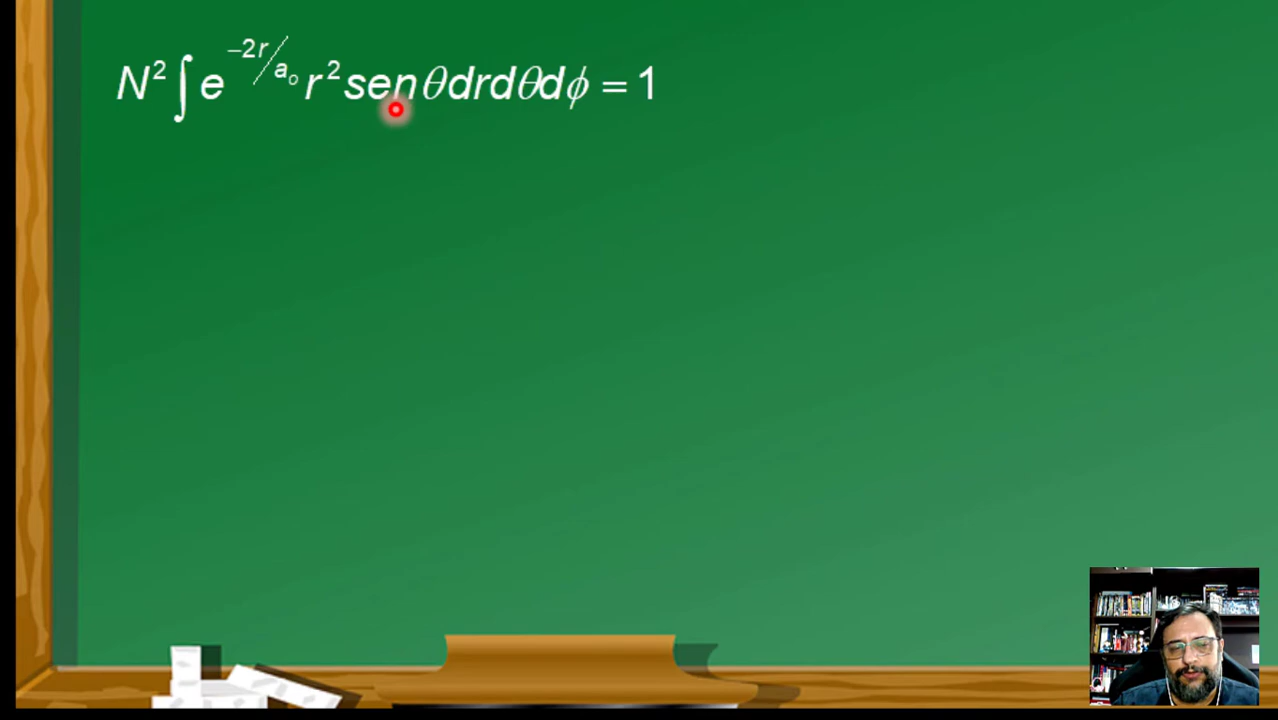 N² ∫ e^(−2r/a₀) r² senθdrdθdϕ = 1